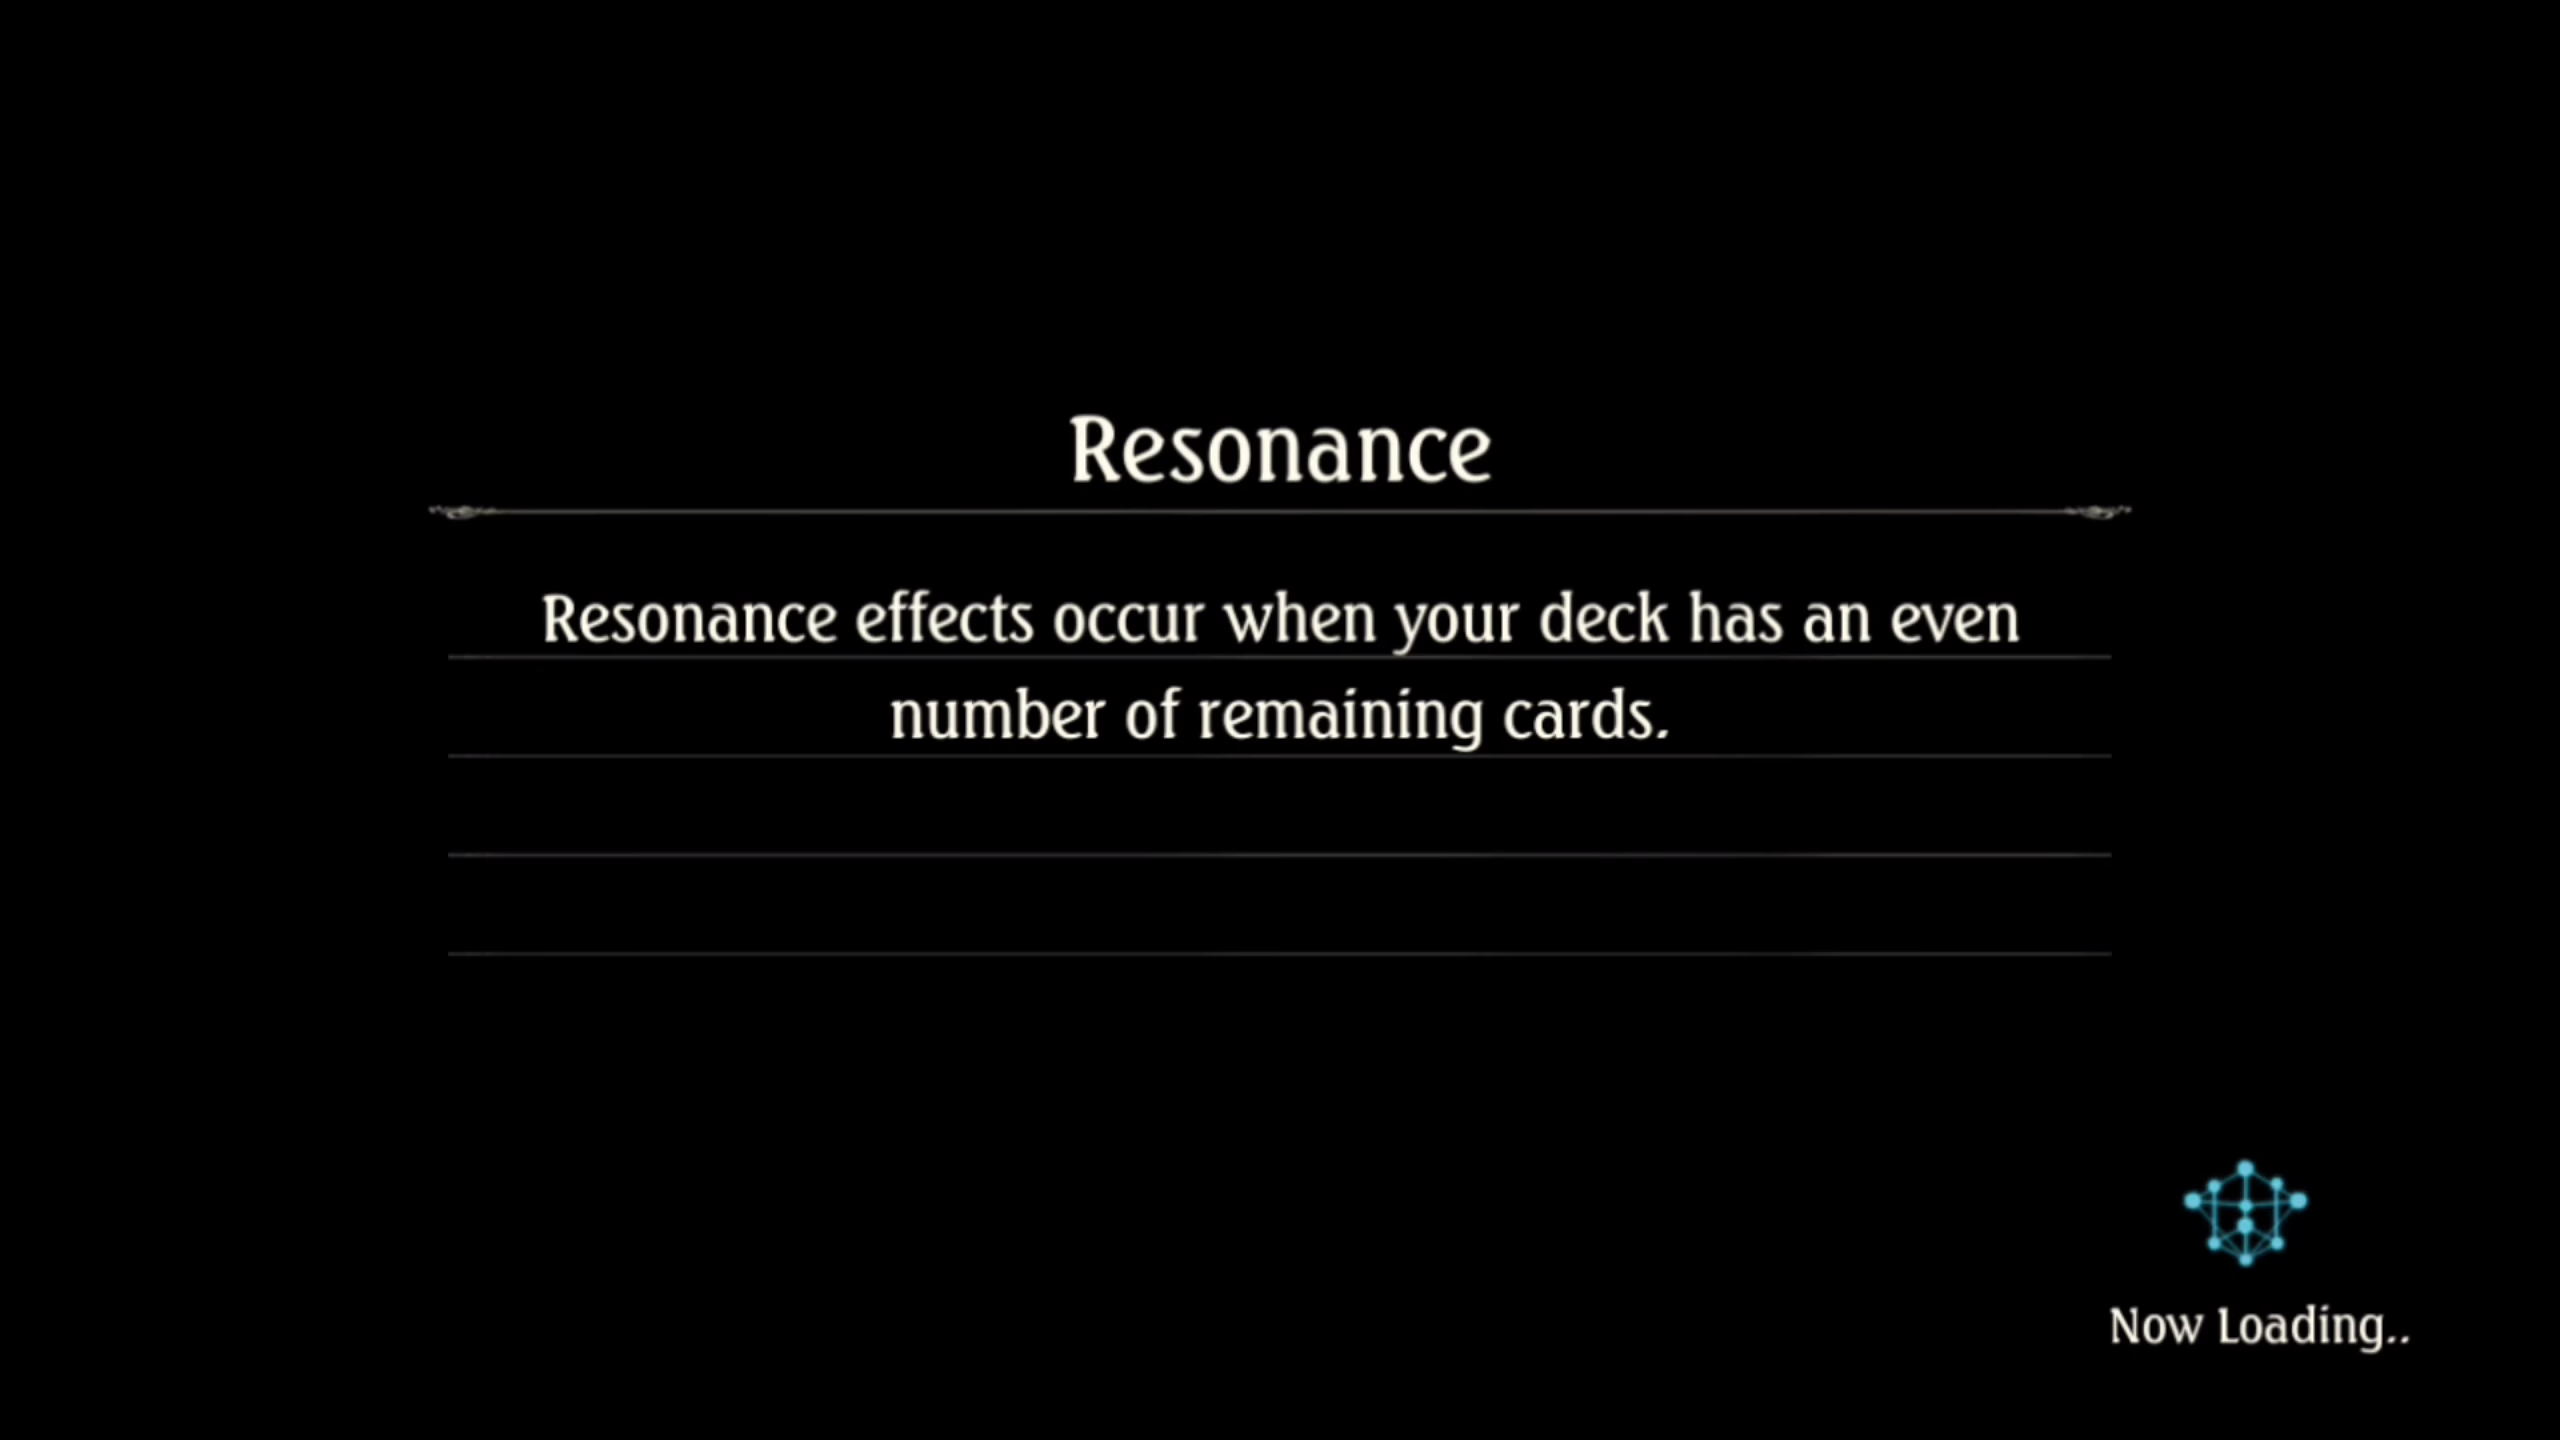 Resonance
Resonance effects occur when your deck has an even
number of remaining cards.
Now Loading..